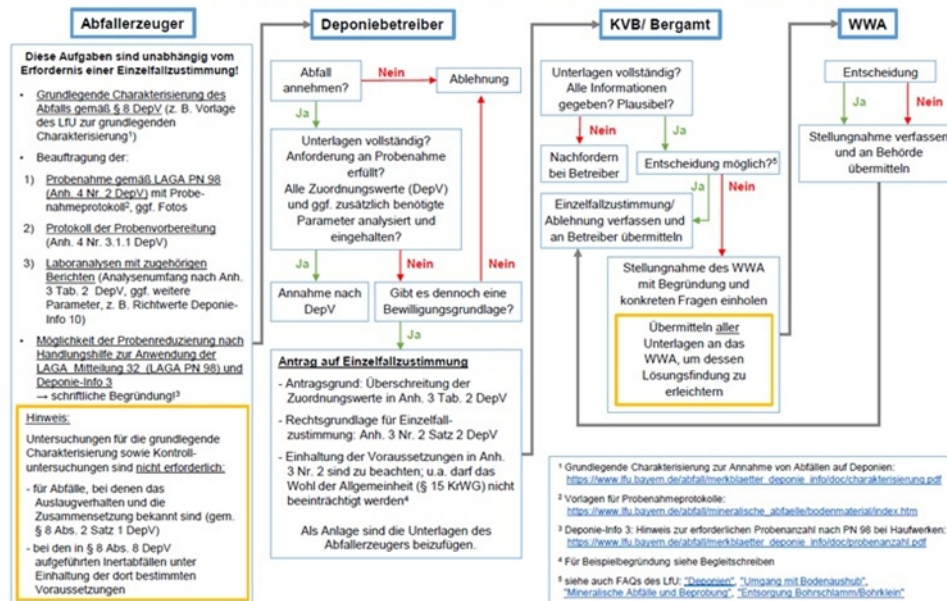 Abfallerzeuger
Diese Aufgaben sind unabhängig vom
Erfordernis einer Einzelfallzustimmung!
• Grundlegende Charakterisierung des
Abfalls gemäß § 8 DepV (z. B. Vorlage
des LfU zur grundlegenden
Charakterisierung¹)
• Beauftragung der:
1) Probenahme gemäß LAGA PN 98
(Anh. 4 Nr. 2 DepV) mit Probe-
nahmeprotokoll², ggf. Fotos
2) Protokoll der Probenvorbereitung
(Anh. 4 Nr. 3.1.1 DepV)
3) Laboranalysen mit zugehörigen
Berichten (Analysenumfang nach Anh.
3 Tab. 2 DepV, ggf. weitere
Parameter, z. B. Richtwerte Deponie-
Info 10)
• Möglichkeit der Probenreduzierung nach
Handlungshilfe zur Anwendung der
LAGA Mitteilung 32 (LAGA PN 98) und
Deponie-Info 3
→ schriftliche Begründung!³
Hinweis:
Untersuchungen für die grundlegende
Charakterisierung sowie Kontroll-
untersuchungen sind nicht erforderlich:
- für Abfälle, bei denen das
Auslaugverhalten und die
Zusammensetzung bekannt sind (gem.
§ 8 Abs. 2 Satz 1 DepV)
- bei den in § 8 Abs. 8 DepV
aufgeführten Inertabfällen unter
Einhaltung der dort bestimmten
Voraussetzungen
Deponiebetreiber
Abfall
annehmen?
Nein
Ablehnung
Ja
Unterlagen vollständig?
Anforderung an Probenahme
erfüllt?
Alle Zuordnungswerte (DepV)
und ggf. zusätzlich benötigte
Parameter analysiert und
eingehalten?
Ja
Nein
Nein
Annahme nach
DepV
Gibt es dennoch eine
Bewilligungsgrundlage?
Ja
Antrag auf Einzelfallzustimmung
- Antragsgrund: Überschreitung der
Zuordnungswerte in Anh. 3 Tab. 2 DepV
- Rechtsgrundlage für Einzelfall-
zustimmung: Anh. 3 Nr. 2 Satz 2 DepV
- Einhaltung der Voraussetzungen in Anh.
3 Nr. 2 sind zu beachten; u.a. darf das
Wohl der Allgemeinheit (§ 15 KrWG) nicht
beeinträchtigt werden⁴
Als Anlage sind die Unterlagen des
Abfallerzeugers beizufügen.
KVB/ Bergamt
Unterlagen vollständig?
Alle Informationen
gegeben? Plausibel?
Nein
Ja
Nachfordern
bei Betreiber
Entscheidung möglich?⁵
Ja
Nein
Einzelfallzustimmung/
Ablehnung verfassen und
an Betreiber übermitteln
Stellungnahme des WWA
mit Begründung und
konkreten Fragen einholen
Übermitteln aller
Unterlagen an das
WWA, um dessen
Lösungsfindung zu
erleichtern
WWA
Entscheidung
Ja
Nein
Stellungnahme verfassen
und an Behörde
übermitteln
¹ Grundlegende Charakterisierung zur Annahme von Abfällen auf Deponien:
https://www.lfu.bayern.de/abfall/merkblaetter_deponie_info/doc/charakterisierung.pdf
² Vorlagen für Probenahmeprotokolle:
https://www.lfu.bayern.de/abfall/mineralische_abfaelle/bodenmaterial/index.htm
³ Deponie-Info 3: Hinweis zur erforderlichen Probenanzahl nach PN 98 bei Haufwerken:
https://www.lfu.bayern.de/abfall/merkblaetter_deponie_info/doc/probenanzahl.pdf
⁴ Für Beispielbegründung siehe Begleitschreiben
⁵ siehe auch FAQs des LfU: "Deponien", "Umgang mit Bodenaushub",
"Mineralische Abfälle und Beprobung", "Entsorgung Bohrschlamm/Bohrklein"